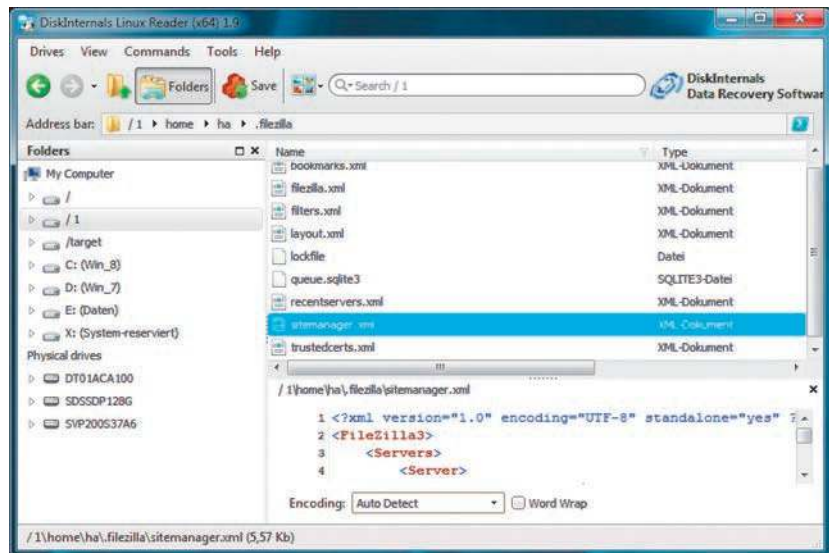 DiskInternals Linux Reader (x64) 1.9
Drives View Commands Tools Help
Folders Save Search / 1 DiskInternals
Data Recovery Softwar
Address bar: / 1 home ha .filezilla
Folders
My Computer
/
/ 1
/target
C: (Win_8)
D: (Win_7)
E: (Daten)
X: (System-reserviert)
Physical drives
DT01ACA100
SDSSDP128G
SVP200S37A6
Name Type
bookmarks.xml XML-Dokument
filezilla.xml XML-Dokument
filters.xml XML-Dokument
layout.xml XML-Dokument
lockfile Datei
queue.sqlite3 SQLITE3-Datei
recentservers.xml XML-Dokument
sitemanager.xml XML-Dokument
trustedcerts.xml XML-Dokument
/ 1\home\ha\.filezilla\sitemanager.xml
1 <?xml version="1.0" encoding="UTF-8" standalone="yes" ?
2 <FileZilla3>
3 <Servers>
4 <Server>
Encoding: Auto Detect Word Wrap
/ 1\home\ha\.filezilla\sitemanager.xml (5,57 Kb)